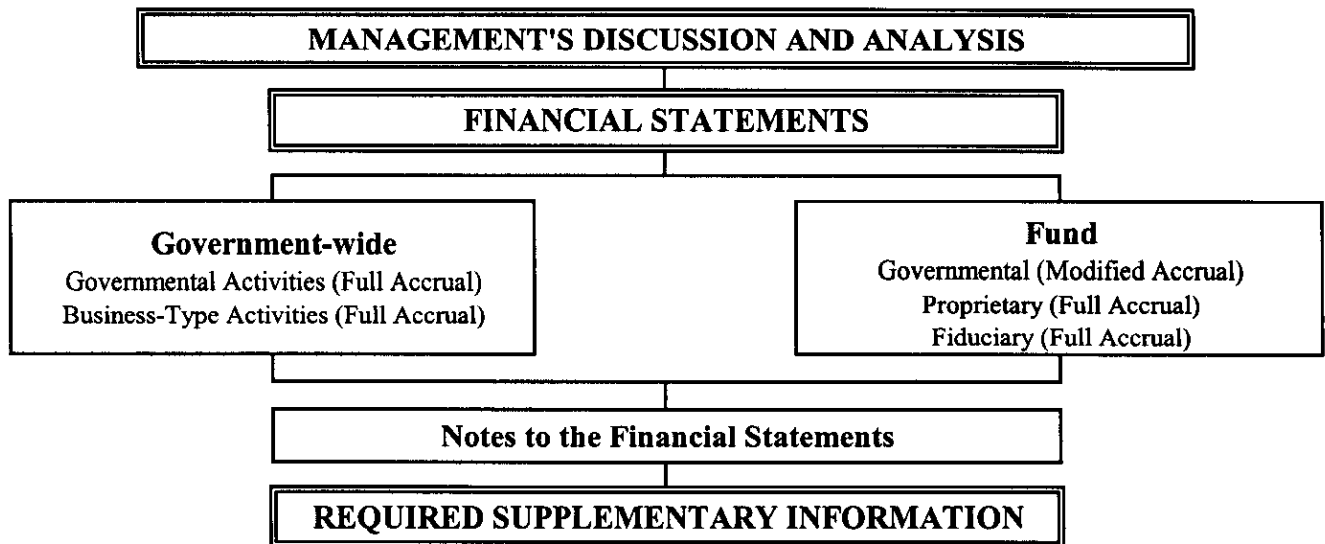 MANAGEMENT'S DISCUSSION AND ANALYSIS
FINANCIAL STATEMENTS
Government-wide
Governmental Activities (Full Accrual)
Business-Type Activities (Full Accrual)
Fund
Governmental (Modified Accrual)
Proprietary (Full Accrual)
Fiduciary (Full Accrual)
Notes to the Financial Statements
REQUIRED SUPPLEMENTARY INFORMATION